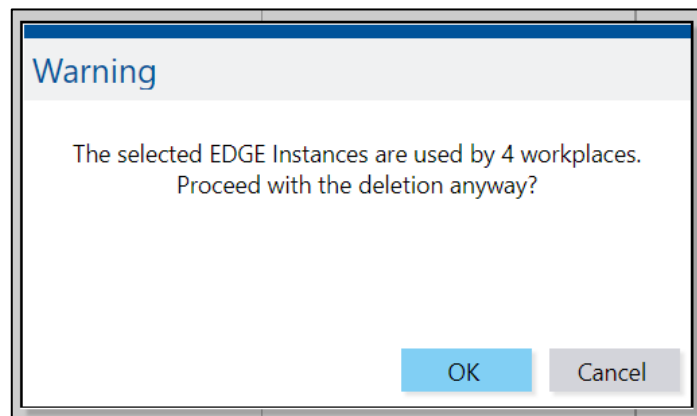 Warning
The selected EDGE Instances are used by 4 workplaces.
Proceed with the deletion anyway?
OK
Cancel